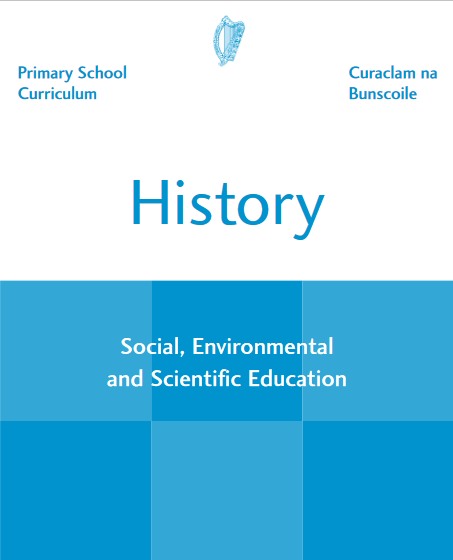 Primary School
Curriculum
Curaclam na
Bunscoile
History
Social, Environmental
and Scientific Education